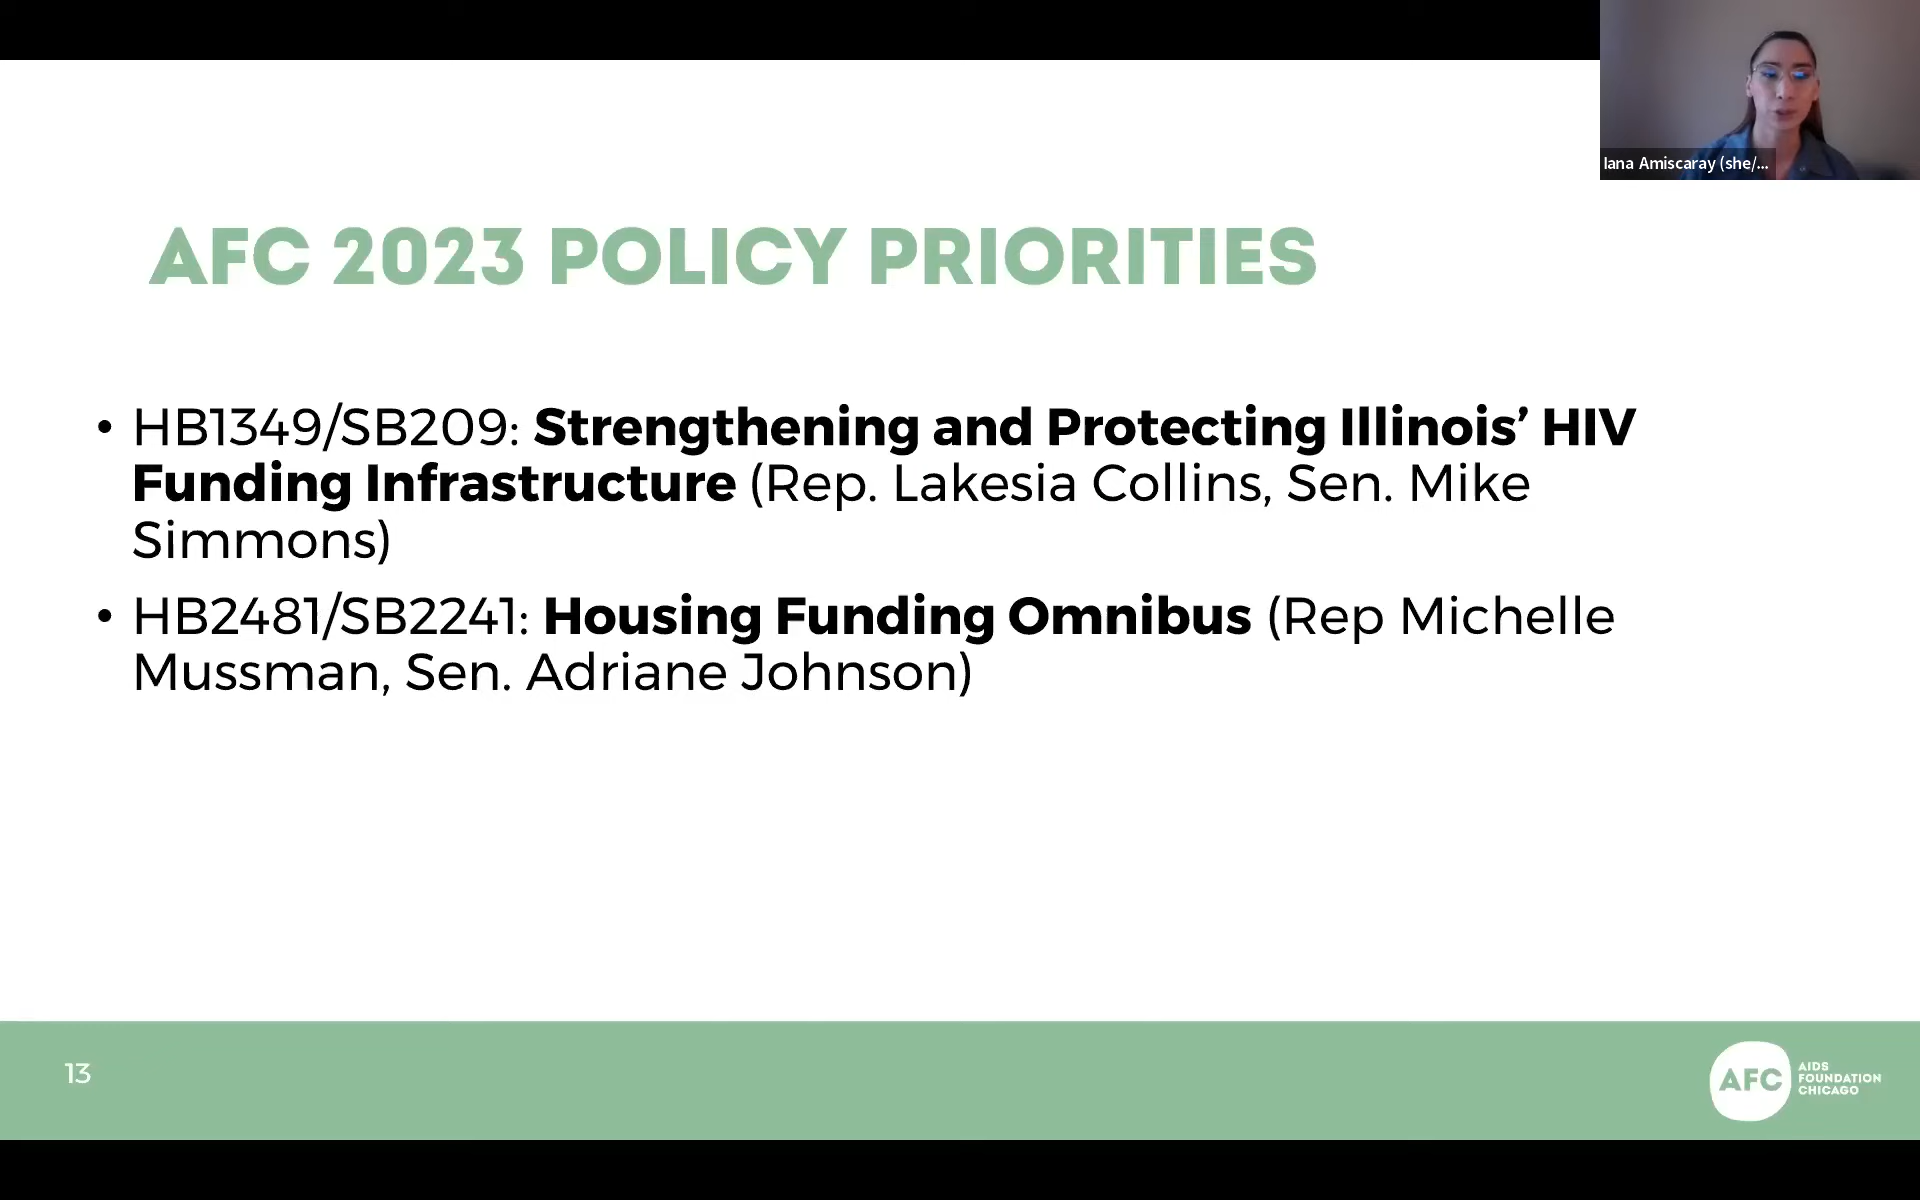 Iana Amiscaray (she/...
AFC 2023 POLICY PRIORITIES
• HB1349/SB209: Strengthening and Protecting Illinois’ HIV
Funding Infrastructure (Rep. Lakesia Collins, Sen. Mike
Simmons)
• HB2481/SB2241: Housing Funding Omnibus (Rep Michelle
Mussman, Sen. Adriane Johnson)
13
AFC
AIDS
FOUNDATION
CHICAGO